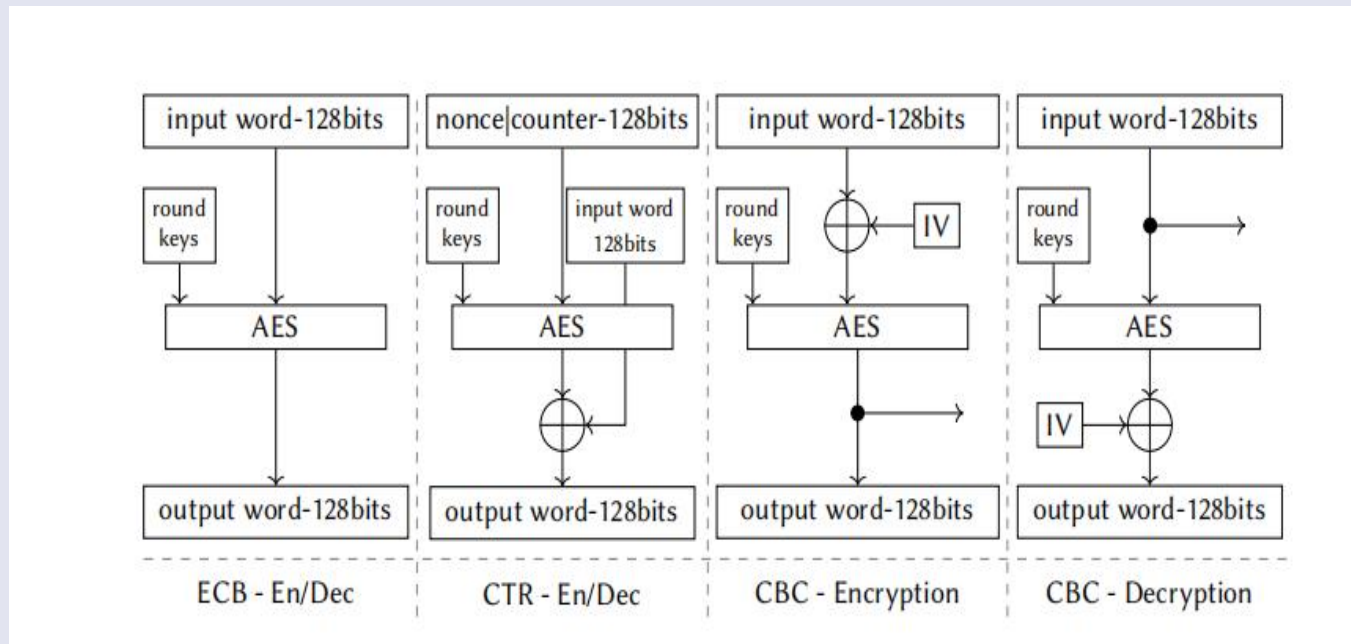 input word-128bits
nonce|counter-128bits
input word-128bits
input word-128bits
round
keys
round
keys
input word
128bits
round
keys
IV
round
keys
AES
AES
AES
AES
IV
output word-128bits
output word-128bits
output word-128bits
output word-128bits
ECB - En/Dec
CTR - En/Dec
CBC - Encryption
CBC - Decryption